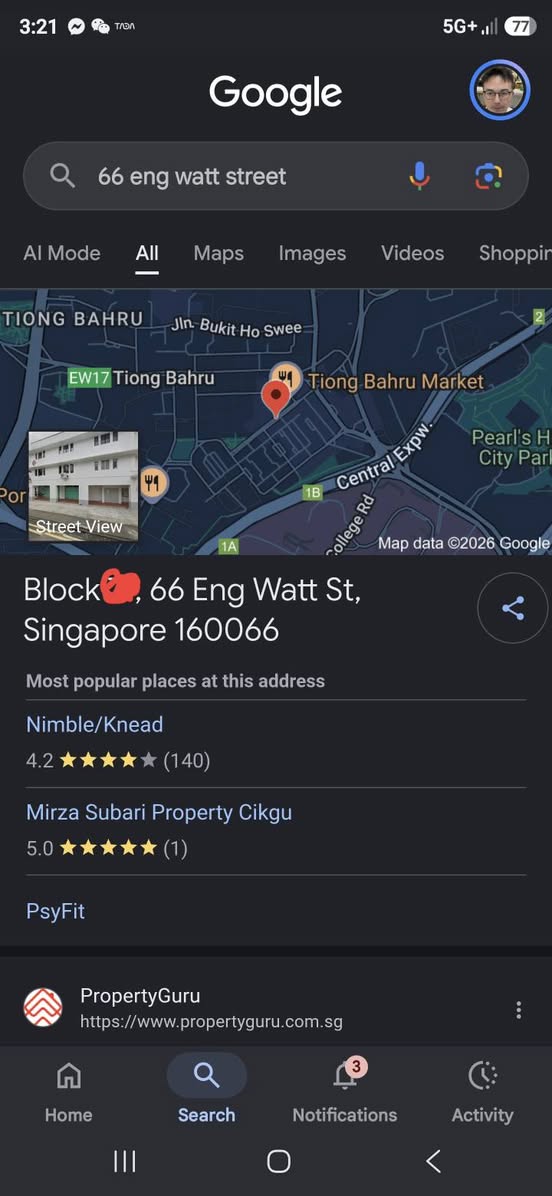 3:21 TADA 5G+ 77
Google
66 eng watt street
AI Mode All Maps Images Videos Shoppin
TIONG BAHRU
Jln. Bukit Ho Swee
2
EW17 Tiong Bahru
Tiong Bahru Market
Pearl's H
City Par
Central Expw.
Por
1B
College Rd
Street View
1A
Map data ©2026 Google
Block , 66 Eng Watt St,
Singapore 160066
Most popular places at this address
Nimble/Knead
4.2 (140)
Mirza Subari Property Cikgu
5.0 (1)
PsyFit
PropertyGuru
https://www.propertyguru.com.sg
3
Home Search Notifications Activity